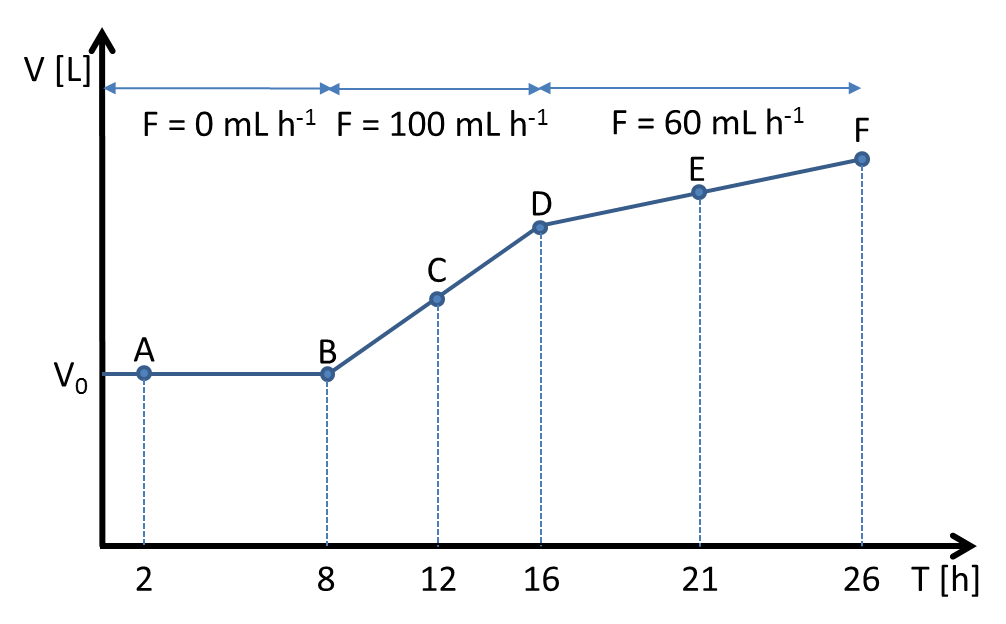 V [L]
F = 0 mL h-1 F = 100 mL h-1 F = 60 mL h-1
F
E
D
C
A
B
V0
2 8 12 16 21 26 T [h]